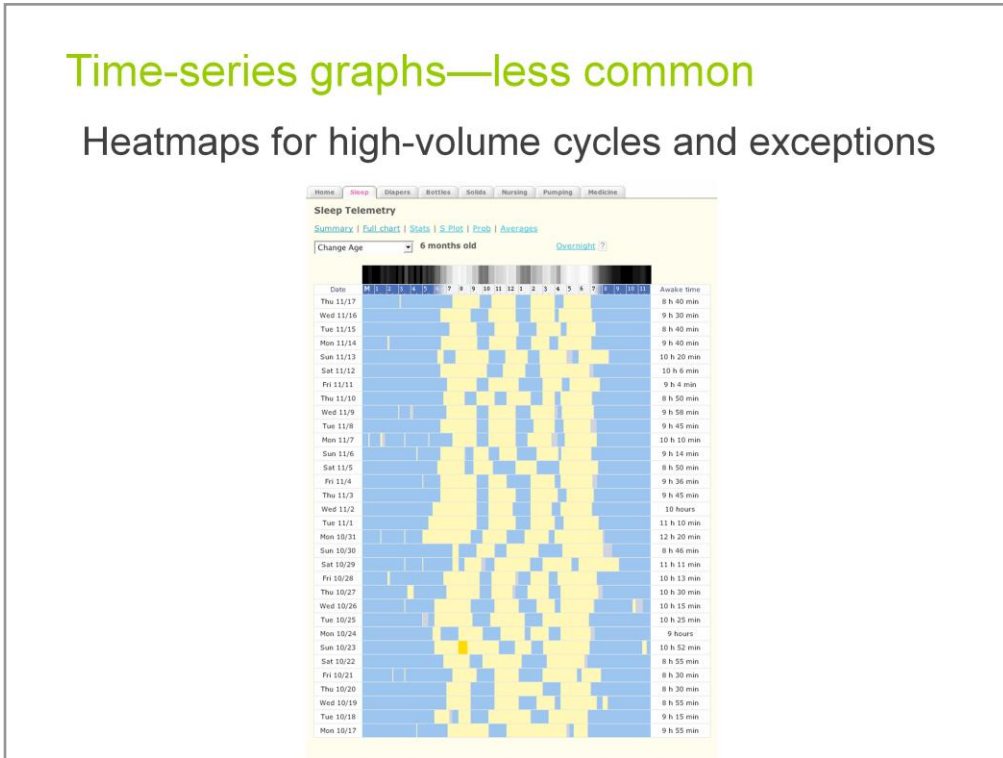 Time-series graphs—less common
Heatmaps for high-volume cycles and exceptions
Home Sleep Diapers Bottles Solids Nursing Pumping Medicine
Sleep Telemetry
Summary | Full chart | Stats | S Plot | Prob | Averages
Change Age 6 months old Overnight ?
Date M 1 2 3 4 5 6 7 8 9 10 11 12 1 2 3 4 5 6 7 8 9 10 11 Awake time
Thu 11/17 8 h 40 min
Wed 11/16 9 h 30 min
Tue 11/15 8 h 40 min
Mon 11/14 9 h 40 min
Sun 11/13 10 h 20 min
Sat 11/12 10 h 6 min
Fri 11/11 9 h 4 min
Thu 11/10 8 h 50 min
Wed 11/9 9 h 58 min
Tue 11/8 9 h 45 min
Mon 11/7 10 h 10 min
Sun 11/6 9 h 14 min
Sat 11/5 8 h 50 min
Fri 11/4 9 h 36 min
Thu 11/3 9 h 45 min
Wed 11/2 10 hours
Tue 11/1 11 h 10 min
Mon 10/31 12 h 20 min
Sun 10/30 8 h 46 min
Sat 10/29 11 h 11 min
Fri 10/28 10 h 13 min
Thu 10/27 10 h 30 min
Wed 10/26 10 h 15 min
Tue 10/25 10 h 25 min
Mon 10/24 9 hours
Sun 10/23 10 h 52 min
Sat 10/22 8 h 55 min
Fri 10/21 8 h 30 min
Thu 10/20 8 h 30 min
Wed 10/19 8 h 55 min
Tue 10/18 9 h 15 min
Mon 10/17 9 h 55 min